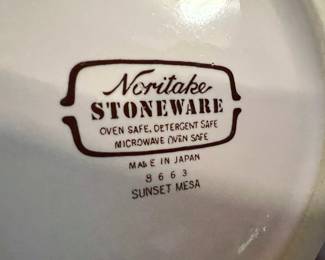 Noritake
STONEWARE
OVEN SAFE, DETERGENT SAFE
MICROWAVE OVEN SAFE
MADE IN JAPAN
8663
SUNSET MESA